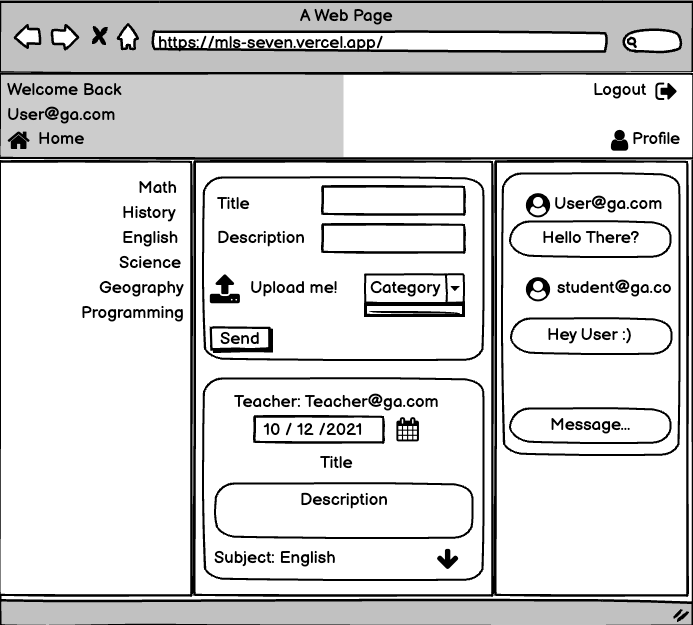 A Web Page
https://mls-seven.vercel.app/
Welcome Back
User@ga.com
Home
Logout
Profile
Math
History
English
Science
Geography
Programming
Title
Description
Upload me!
Category
Send
Teacher: Teacher@ga.com
10 / 12 /2021
Title
Description
Subject: English
User@ga.com
Hello There?
student@ga.co
Hey User :)
Message...